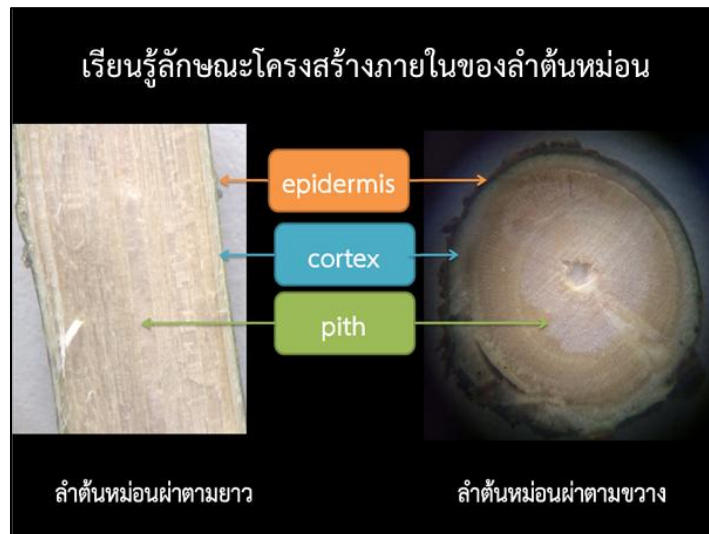 เรียนรู้ลักษณะโครงสร้างภายในของลำต้นหม่อน
epidermis
cortex
pith
ลำต้นหม่อนผ่าตามยาว
ลำต้นหม่อนผ่าตามขวาง